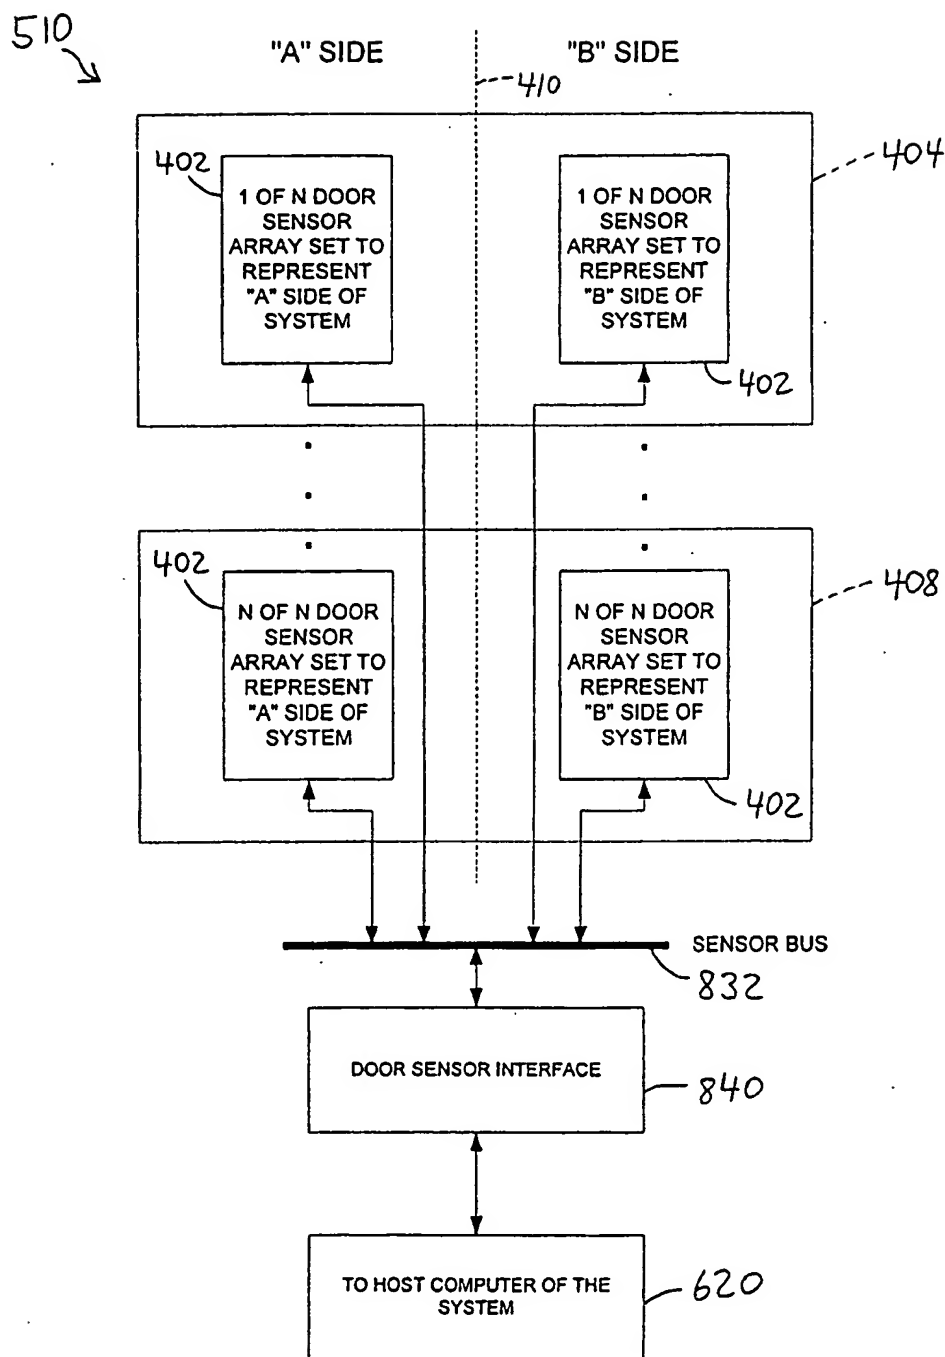 510
"A" SIDE
"B" SIDE
410
402
1 OF N DOOR
SENSOR
ARRAY SET TO
REPRESENT
"A" SIDE OF
SYSTEM
1 OF N DOOR
SENSOR
ARRAY SET TO
REPRESENT
"B" SIDE OF
SYSTEM
404
402
402
N OF N DOOR
SENSOR
ARRAY SET TO
REPRESENT
"A" SIDE OF
SYSTEM
N OF N DOOR
SENSOR
ARRAY SET TO
REPRESENT
"B" SIDE OF
SYSTEM
408
402
SENSOR BUS
832
DOOR SENSOR INTERFACE
840
TO HOST COMPUTER OF THE
SYSTEM
620